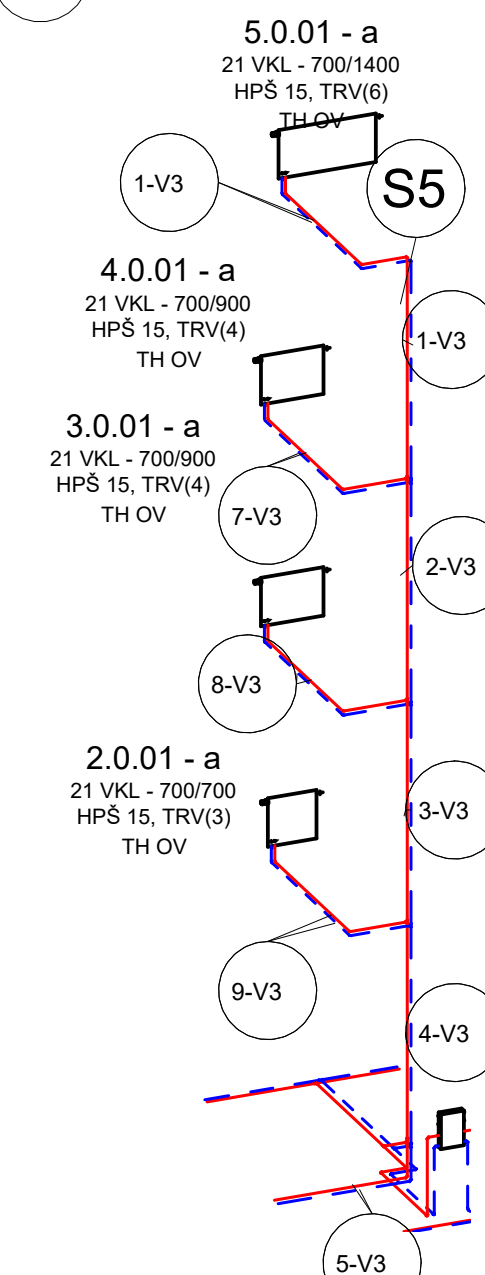 5.0.01 - a
21 VKL - 700/1400
HPŠ 15, TRV(6)
TH OV
1-V3
S5
4.0.01 - a
21 VKL - 700/900
HPŠ 15, TRV(4)
TH OV
1-V3
3.0.01 - a
21 VKL - 700/900
HPŠ 15, TRV(4)
TH OV
7-V3
2-V3
8-V3
2.0.01 - a
21 VKL - 700/700
HPŠ 15, TRV(3)
TH OV
3-V3
9-V3
4-V3
5-V3